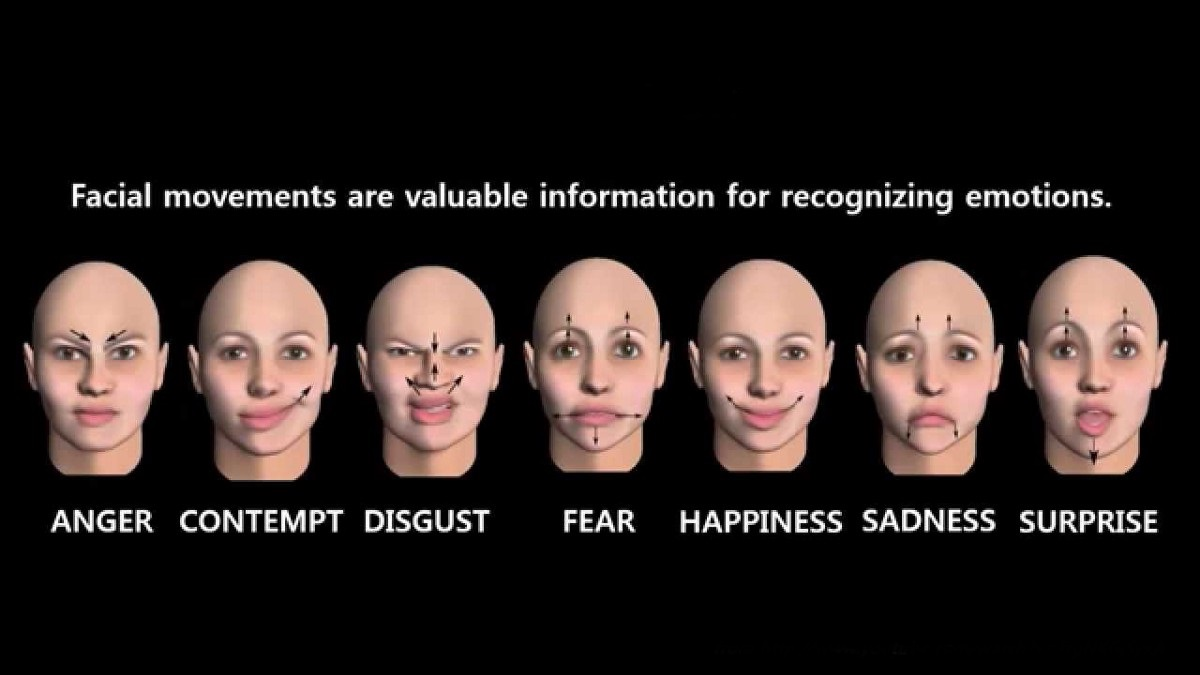 Facial movements are valuable information for recognizing emotions.
ANGER CONTEMPT DISGUST FEAR HAPPINESS SADNESS SURPRISE